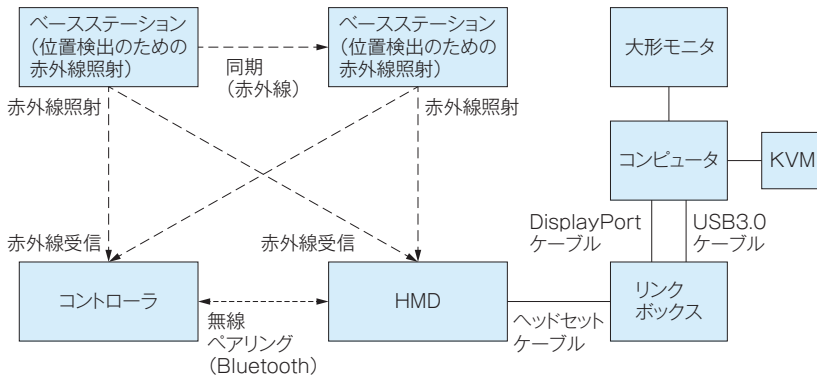 ベースステーション
（位置検出のための
赤外線照射）
同期
（赤外線）
ベースステーション
（位置検出のための
赤外線照射）
大形モニタ
赤外線照射
赤外線照射
コンピュータ
KVM
DisplayPort
ケーブル
USB3.0
ケーブル
赤外線受信
赤外線受信
コントローラ
無線
ペアリング
（Bluetooth）
HMD
ヘッドセット
ケーブル
リンク
ボックス